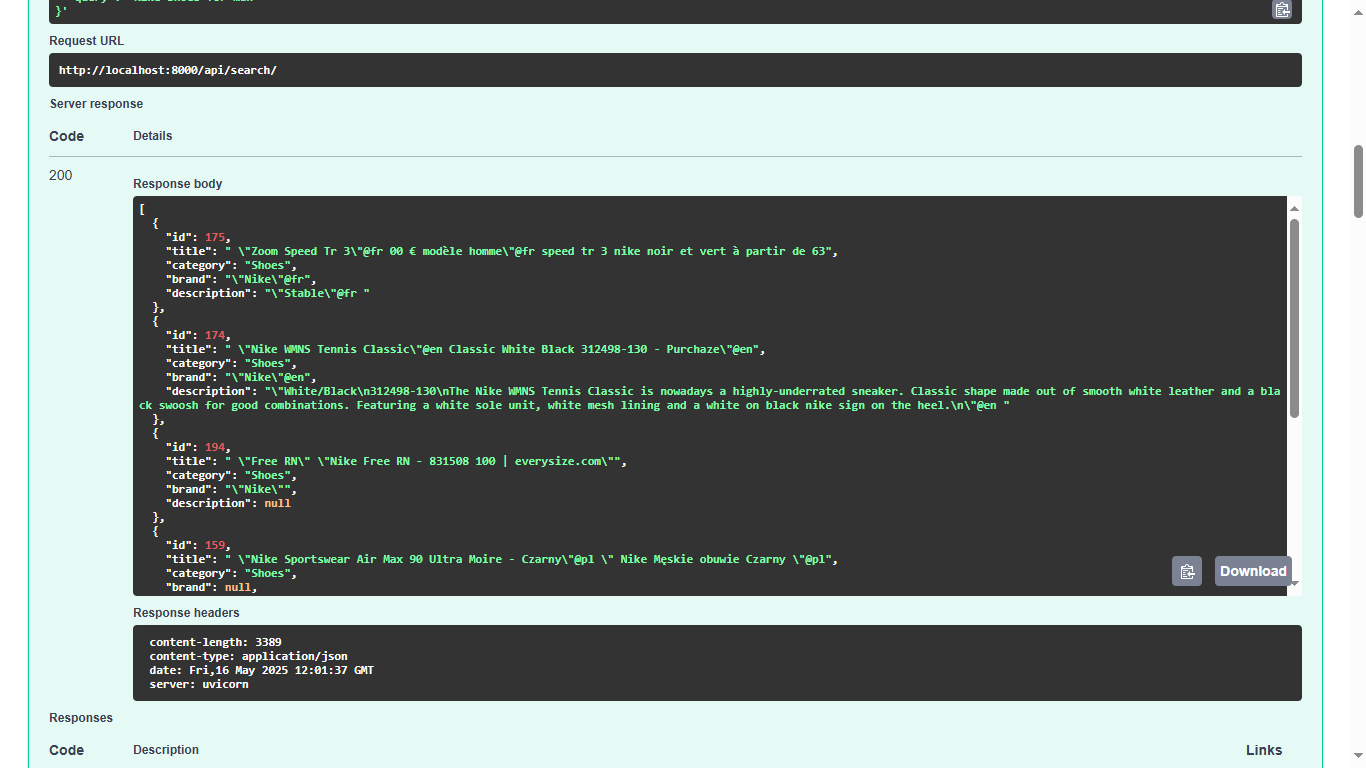 }'
Request URL
http://localhost:8000/api/search/
Server response
Code Details
200
Response body
[
  {
    "id": 175,
    "title": " \"Zoom Speed Tr 3\"@fr 00 € modèle homme\"@fr speed tr 3 nike noir et vert à partir de 63",
    "category": "Shoes",
    "brand": "\"Nike\"@fr",
    "description": "\"Stable\"@fr "
  },
  {
    "id": 174,
    "title": " \"Nike WMNS Tennis Classic\"@en Classic White Black 312498-130 - Purchaze\"@en",
    "category": "Shoes",
    "brand": "\"Nike\"@en",
    "description": "\"White/Black\n312498-130\nThe Nike WMNS Tennis Classic is nowadays a highly-underrated sneaker. Classic shape made out of smooth white leather and a bla
ck swoosh for good combinations. Featuring a white sole unit, white mesh lining and a white on black nike sign on the heel.\n\"@en "
  },
  {
    "id": 194,
    "title": " \"Free RN\" \"Nike Free RN - 831508 100 | everysize.com\"",
    "category": "Shoes",
    "brand": "\"Nike\"",
    "description": null
  },
  {
    "id": 159,
    "title": " \"Nike Sportswear Air Max 90 Ultra Moire - Czarny\"@pl \" Nike Męskie obuwie Czarny \"@pl",
    "category": "Shoes",
    "brand": null,
Download
Response headers
content-length: 3389
content-type: application/json
date: Fri,16 May 2025 12:01:37 GMT
server: uvicorn
Responses
Code Description Links